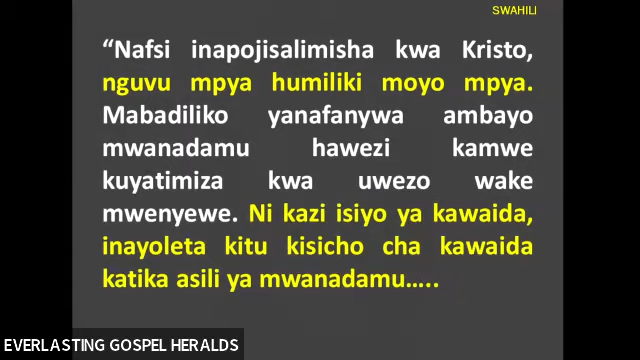 SWAHILI
“Nafsi inapojisalimisha kwa Kristo,
nguvu mpya humiliki moyo mpya.
Mabadiliko yanafanywa ambayo
mwanadamu hawezi kamwe
kuyatimiza kwa uwezo wake
mwenyewe. Ni kazi isiyo ya kawaida,
inayoleta kitu kisicho cha kawaida
katika asili ya mwanadamu…..
EVERLASTING GOSPEL HERALDS